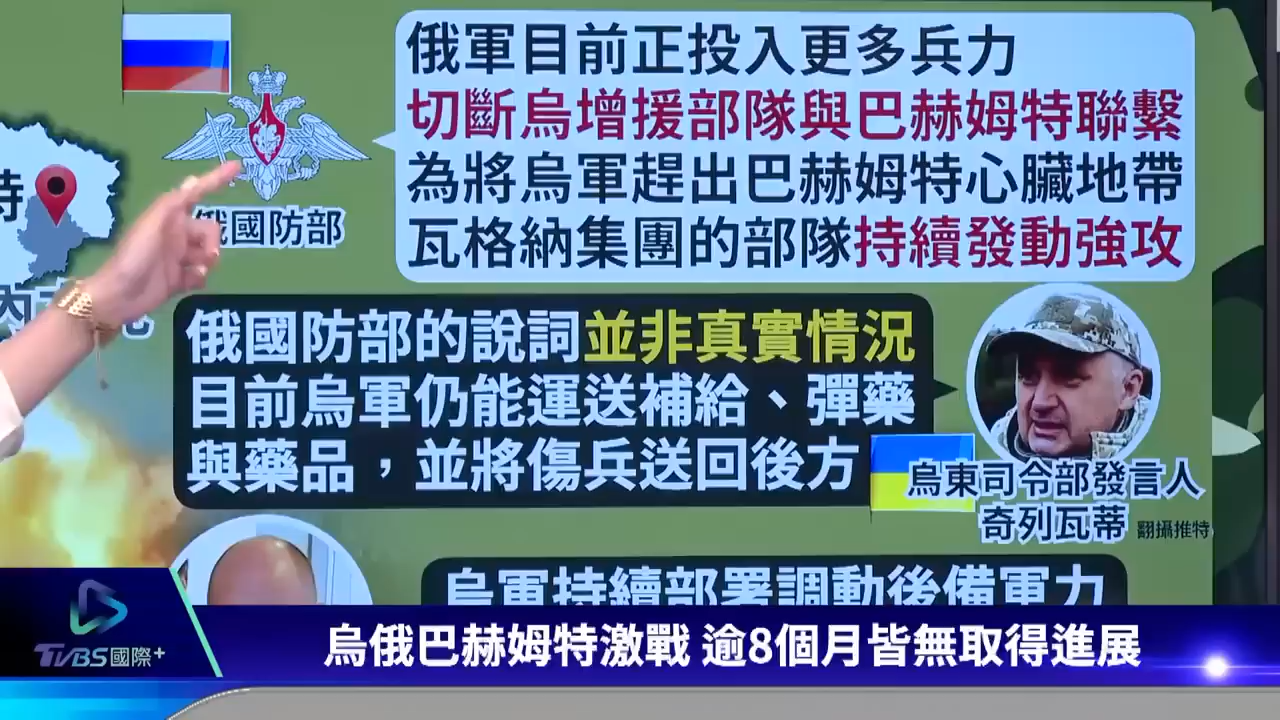 俄軍目前正投入更多兵力
切斷烏增援部隊與巴赫姆特聯繫
為將烏軍趕出巴赫姆特心臟地帶
瓦格納集團的部隊持續發動強攻
特
俄國防部
俄國防部的說詞並非真實情況
目前烏軍仍能運送補給、彈藥
與藥品，並將傷兵送回後方
烏東司令部發言人
奇列瓦蒂
翻攝推特
烏軍持續部署調動後備軍力
烏俄巴赫姆特激戰 逾8個月皆無取得進展
TVBS國際+